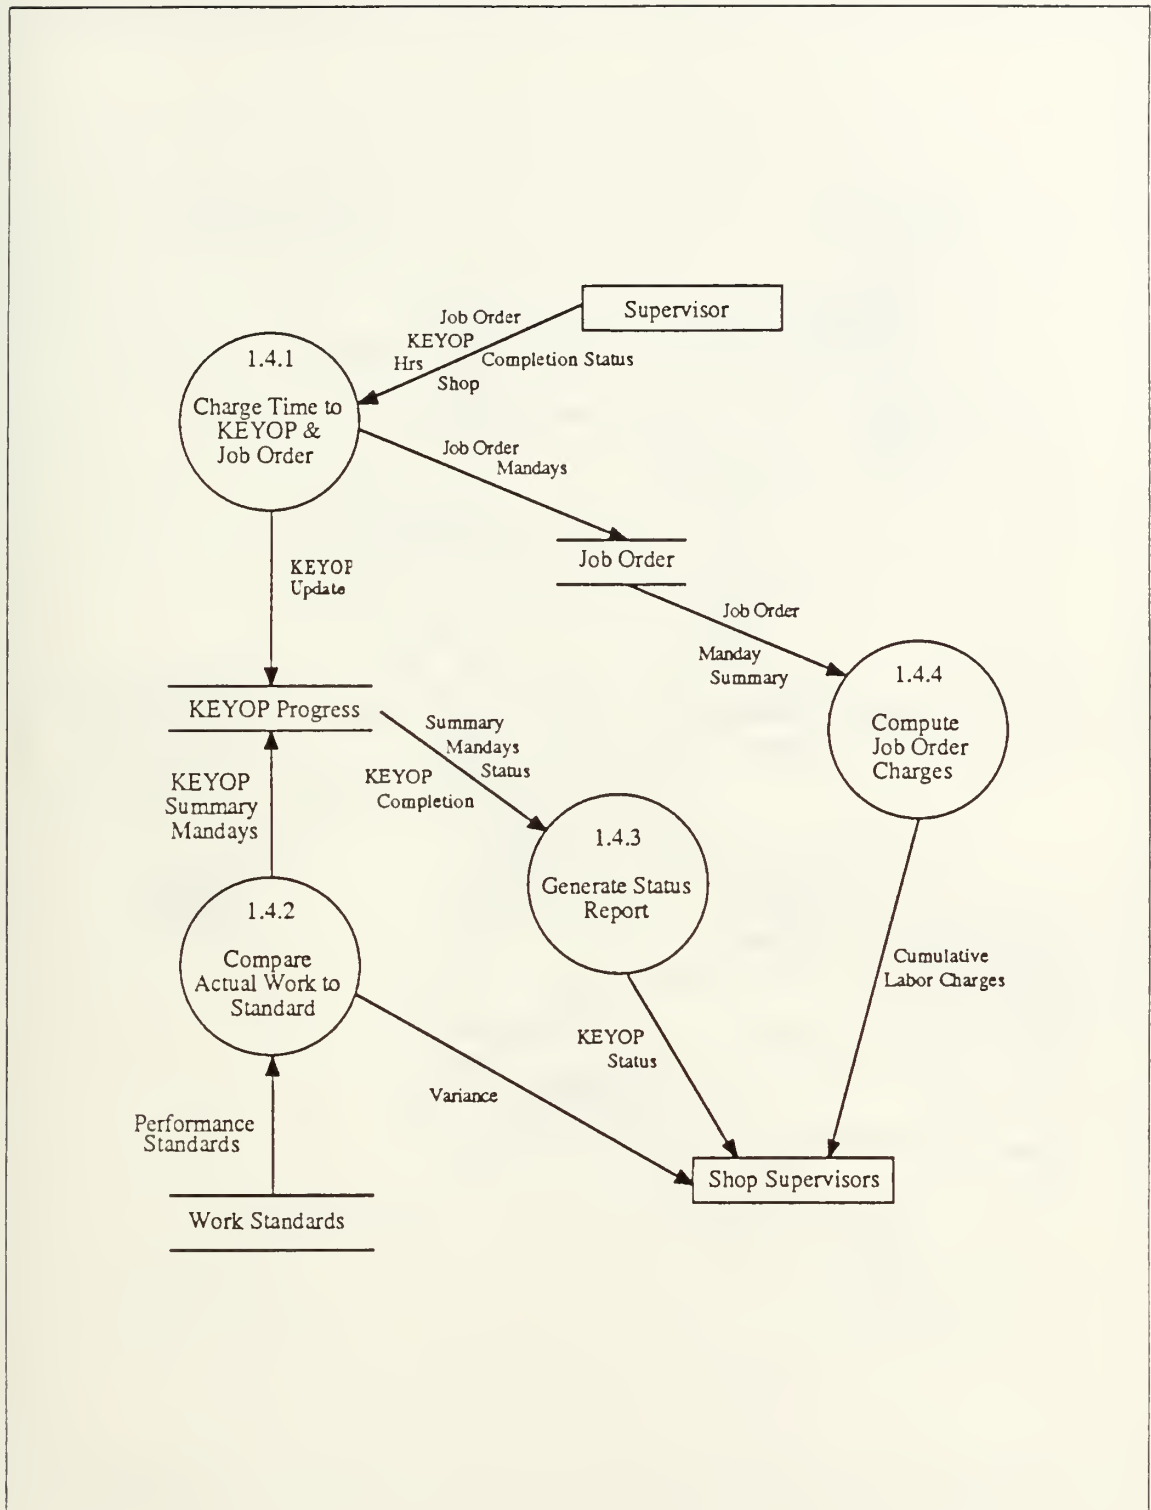 Supervisor
Job Order
KEYOP
Hrs
Completion Status
Shop
1.4.1
Charge Time to
KEYOP &
Job Order
Job Order
Mandays
Job Order
KEYOP
Update
Job Order
Manday
Summary
1.4.4
Compute
Job Order
Charges
KEYOP Progress
Summary
Mandays
Status
KEYOP
Completion
KEYOP
Summary
Mandays
1.4.3
Generate Status
Report
1.4.2
Compare
Actual Work to
Standard
Cumulative
Labor Charges
KEYOP
Status
Variance
Performance
Standards
Shop Supervisors
Work Standards